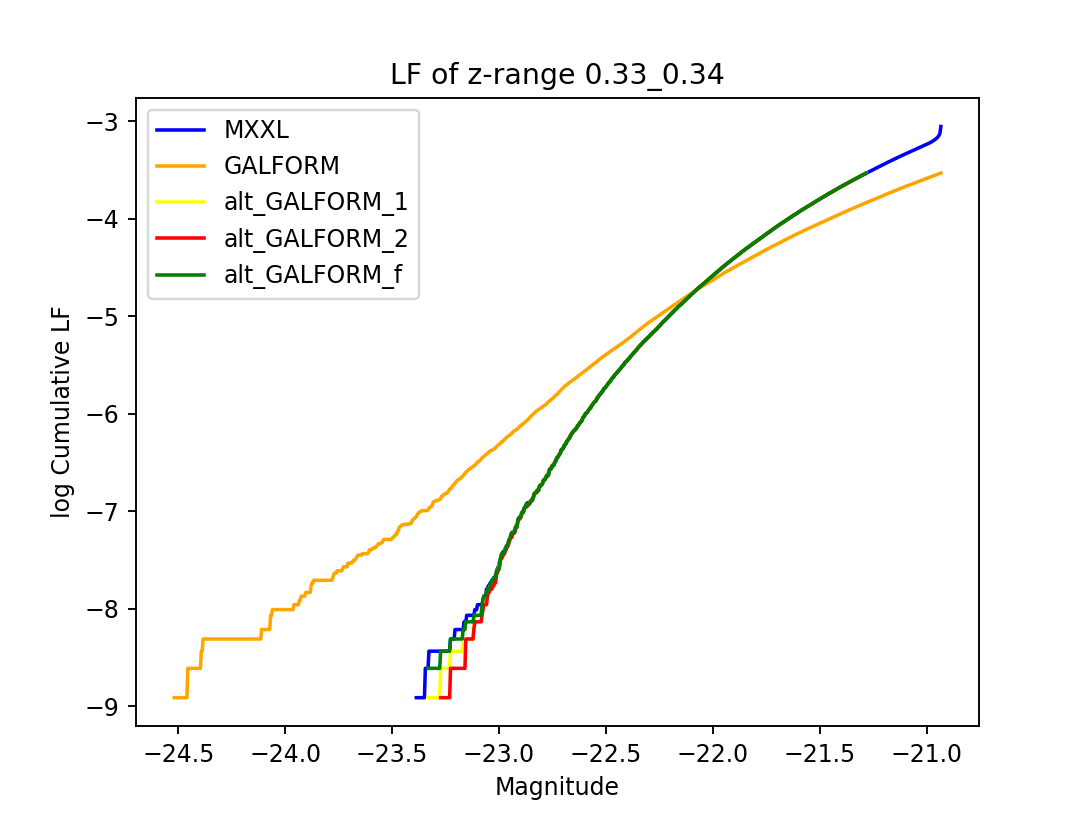 LF of z-range 0.33_0.34
MXXL
GALFORM
alt_GALFORM_1
alt_GALFORM_2
alt_GALFORM_f
log Cumulative LF
−3
−4
−5
−6
−7
−8
−9
−24.5 −24.0 −23.5 −23.0 −22.5 −22.0 −21.5 −21.0
Magnitude